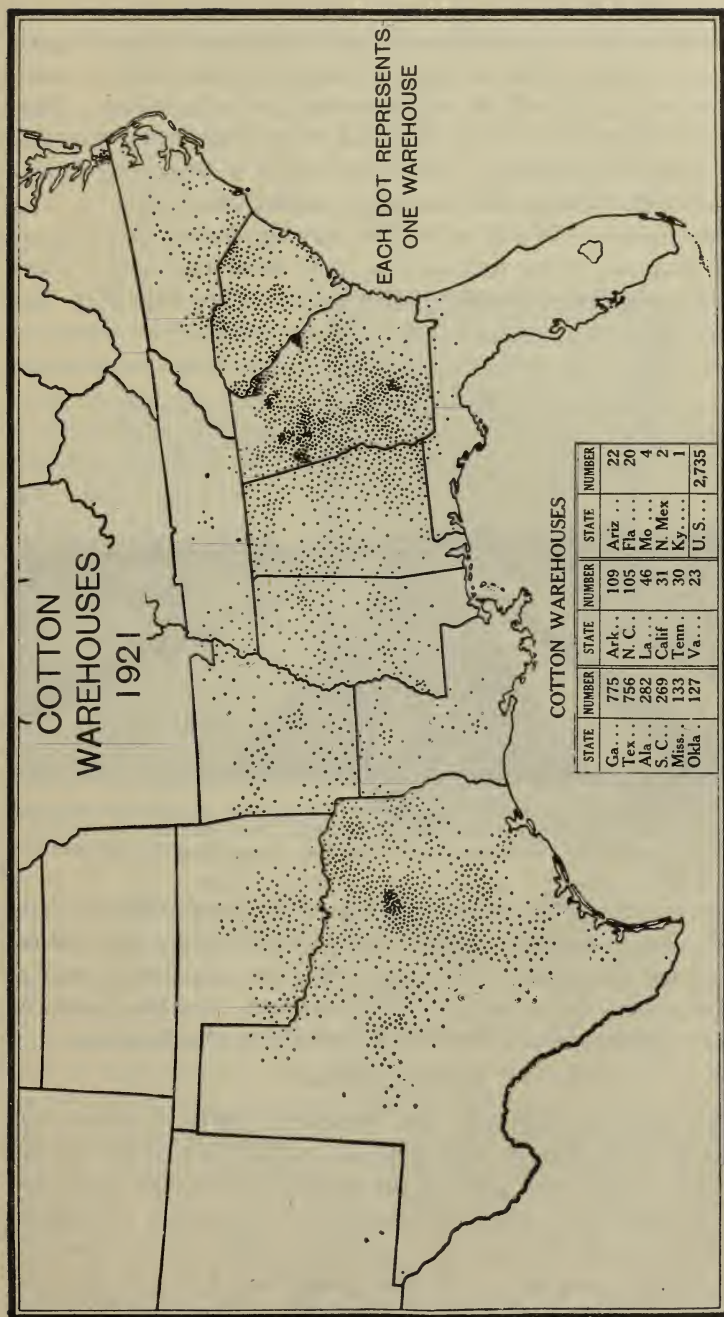 COTTON
WAREHOUSES
1921
EACH DOT REPRESENTS
ONE WAREHOUSE
COTTON WAREHOUSES
STATE NUMBER STATE NUMBER STATE NUMBER
Ga... 775 Ark... 109 Ariz... 22
Tex... 756 N. C... 105 Fla.... 20
Ala... 282 La... 46 Mo.... 4
S. C... 269 Calif. 31 N. Mex 2
Miss... 133 Tenn. 30 Ky.... 1
Okla. 127 Va... 23 U. S... 2,735